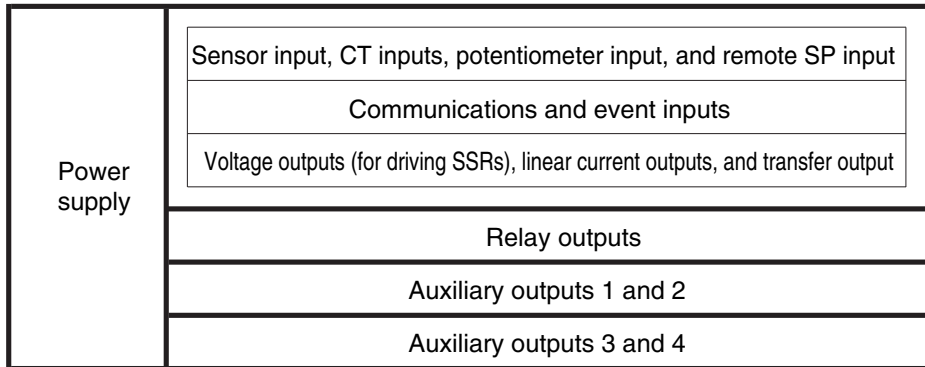 Power
supply
Sensor input, CT inputs, potentiometer input, and remote SP input
Communications and event inputs
Voltage outputs (for driving SSRs), linear current outputs, and transfer output
Relay outputs
Auxiliary outputs 1 and 2
Auxiliary outputs 3 and 4